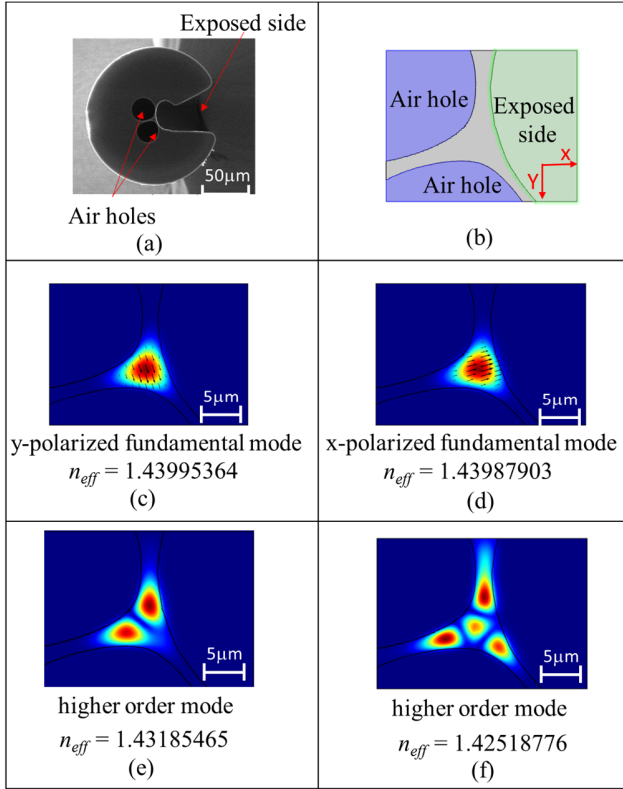 Exposed side
50μm
Air holes
(a)
Air hole
Exposed
side
x
Y
Air hole
(b)
5μm
y-polarized fundamental mode
neff = 1.43995364
(c)
5μm
x-polarized fundamental mode
neff = 1.43987903
(d)
5μm
higher order mode
neff = 1.43185465
(e)
5μm
higher order mode
neff = 1.42518776
(f)